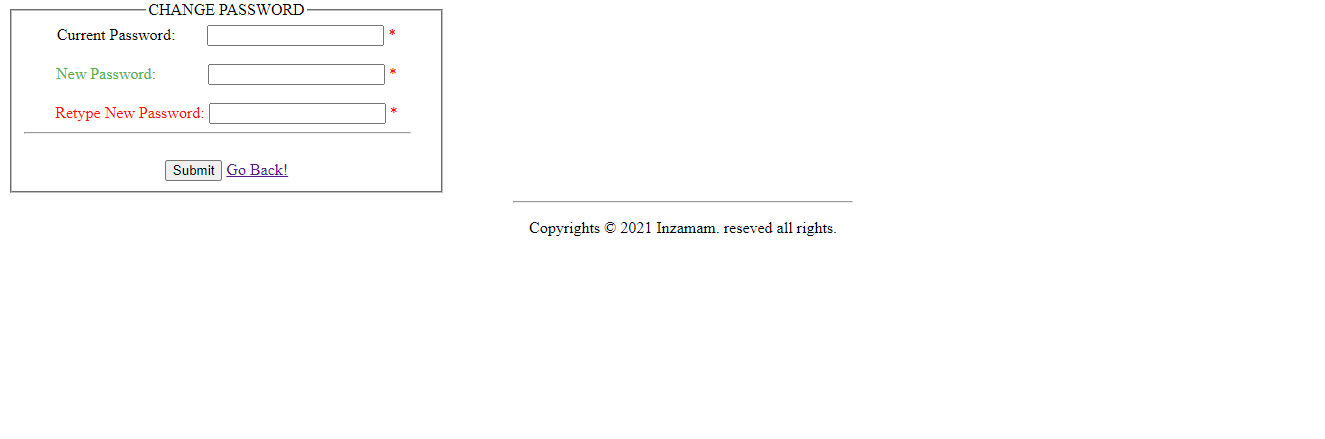 CHANGE PASSWORD
Current Password: *
New Password: *
Retype New Password: *
Submit Go Back!
Copyrights © 2021 Inzamam. reseved all rights.